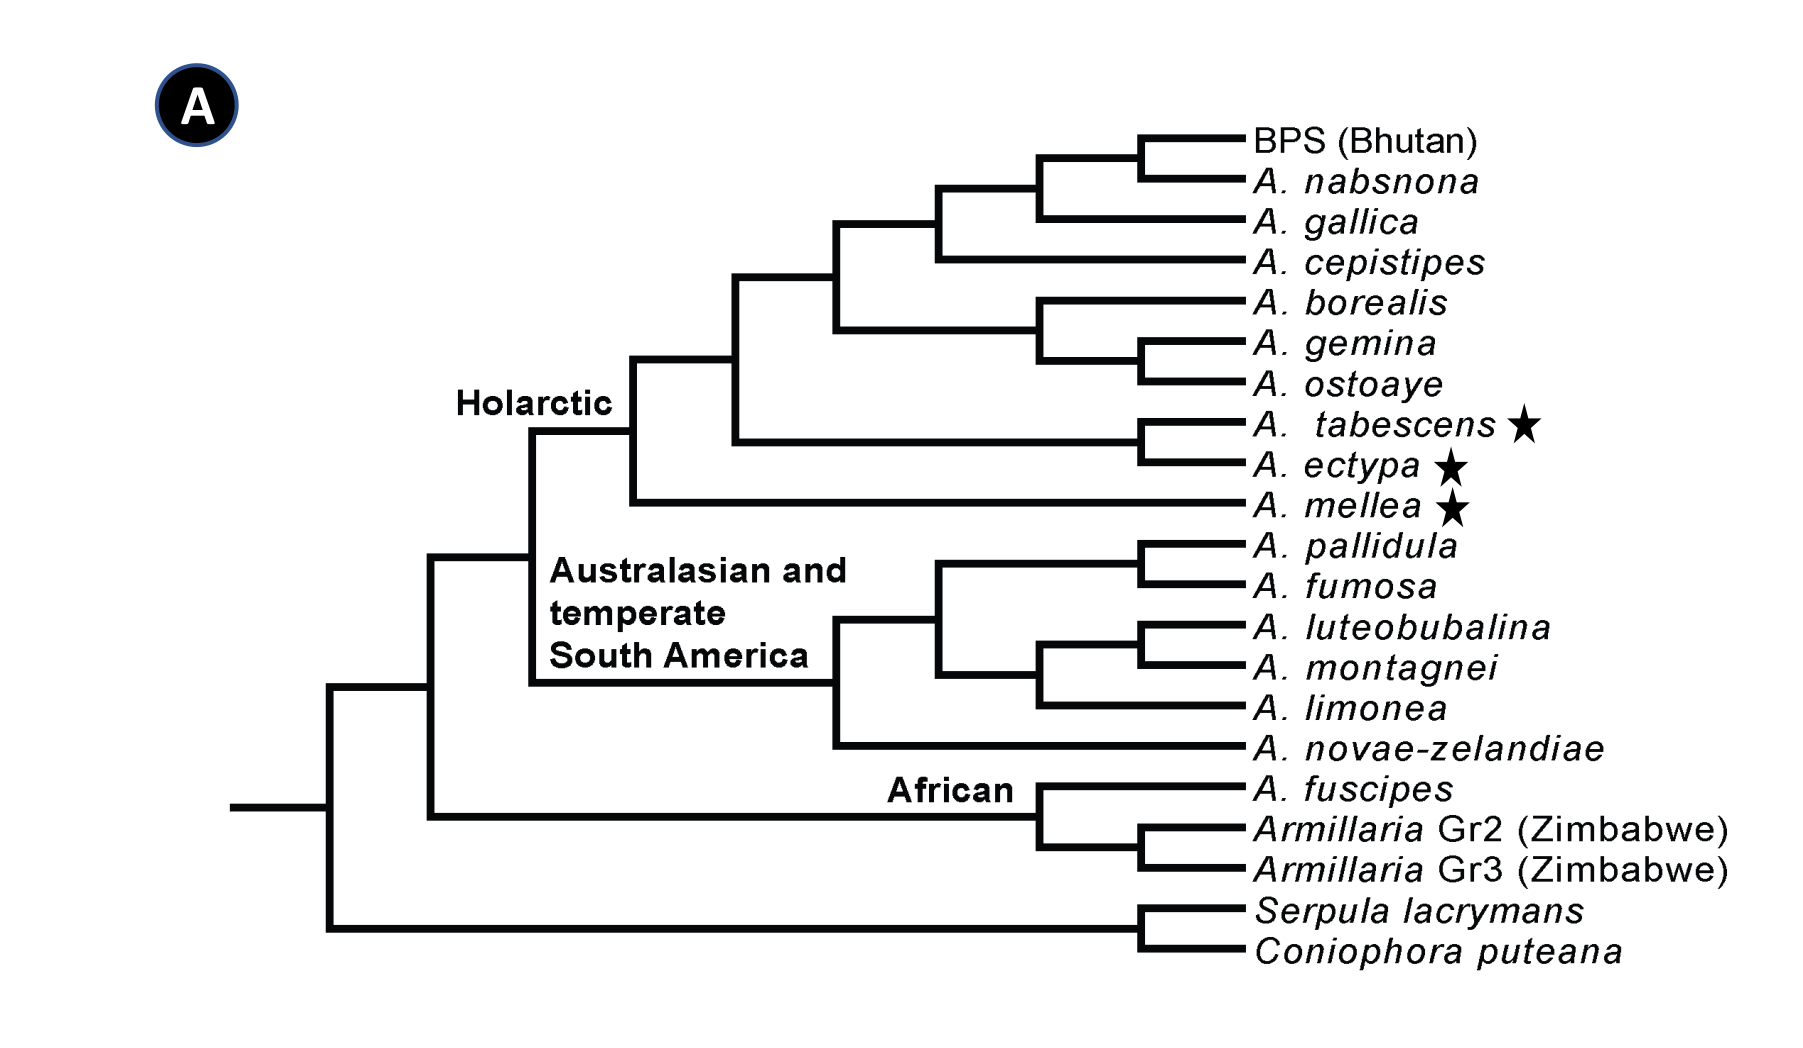 A
BPS (Bhutan)
A. nabsnona
A. gallica
A. cepistipes
A. borealis
A. gemina
A. ostoaye
Holarctic
A. tabescens ★
A. ectypa ★
A. mellea ★
Australasian and
temperate
South America
A. pallidula
A. fumosa
A. luteobubalina
A. montagnei
A. limonea
A. novae-zelandiae
African
A. fuscipes
Armillaria Gr2 (Zimbabwe)
Armillaria Gr3 (Zimbabwe)
Serpula lacrymans
Coniophora puteana